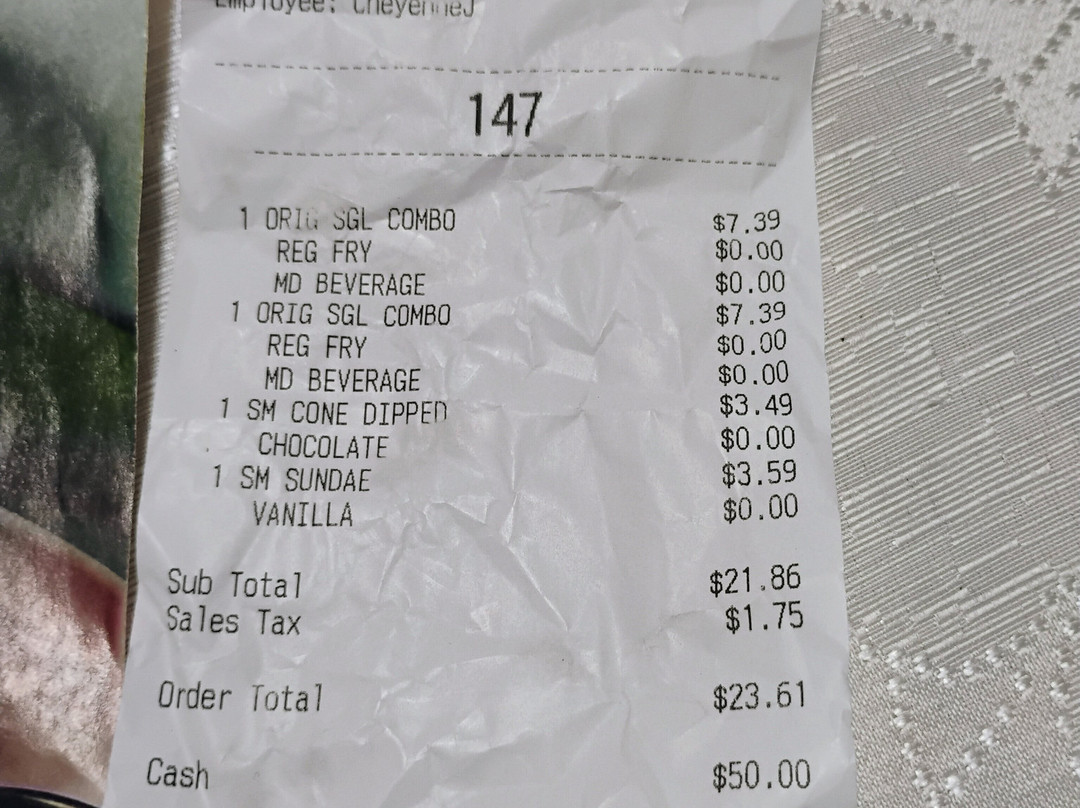 Employee: CheyenneJ
147
1 ORIG SGL COMBO $7.39
REG FRY $0.00
MD BEVERAGE $0.00
1 ORIG SGL COMBO $7.39
REG FRY $0.00
MD BEVERAGE $0.00
1 SM CONE DIPPED $3.49
CHOCOLATE $0.00
1 SM SUNDAE $3.59
VANILLA $0.00
Sub Total $21.86
Sales Tax $1.75
Order Total $23.61
Cash $50.00